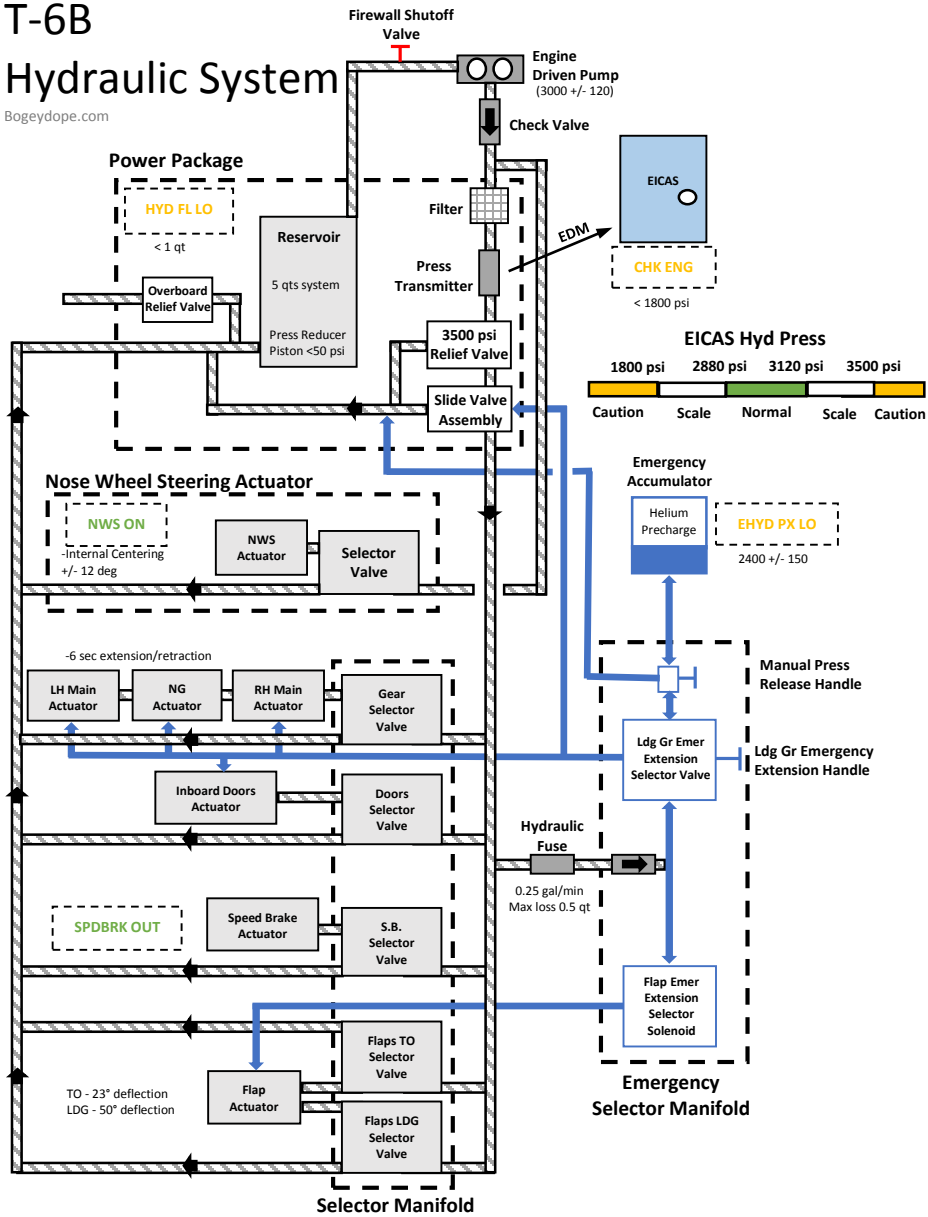 T-6B
Hydraulic System
Bogeydope.com
Firewall Shutoff
Valve
Engine
Driven Pump
(3000 +/- 120)
Check Valve
Power Package
HYD FL LO
< 1 qt
Reservoir
5 qts system
Press Reducer
Piston <50 psi
Overboard
Relief Valve
Filter
Press
Transmitter
EDM
EICAS
CHK ENG
< 1800 psi
3500 psi
Relief Valve
Slide Valve
Assembly
EICAS Hyd Press
1800 psi 2880 psi 3120 psi 3500 psi
Caution Scale Normal Scale Caution
Nose Wheel Steering Actuator
NWS ON
-Internal Centering
+/- 12 deg
NWS
Actuator
Selector
Valve
Emergency
Accumulator
Helium
Precharge
EHYD PX LO
2400 +/- 150
-6 sec extension/retraction
LH Main
Actuator
NG
Actuator
RH Main
Actuator
Gear
Selector
Valve
Manual Press
Release Handle
Ldg Gr Emer
Extension
Selector Valve
Ldg Gr Emergency
Extension Handle
Inboard Doors
Actuator
Doors
Selector
Valve
Hydraulic
Fuse
0.25 gal/min
Max loss 0.5 qt
SPDBRK OUT
Speed Brake
Actuator
S.B.
Selector
Valve
Flap Emer
Extension
Selector
Solenoid
Flaps TO
Selector
Valve
TO - 23° deflection
LDG - 50° deflection
Flap
Actuator
Flaps LDG
Selector
Valve
Emergency
Selector Manifold
Selector Manifold